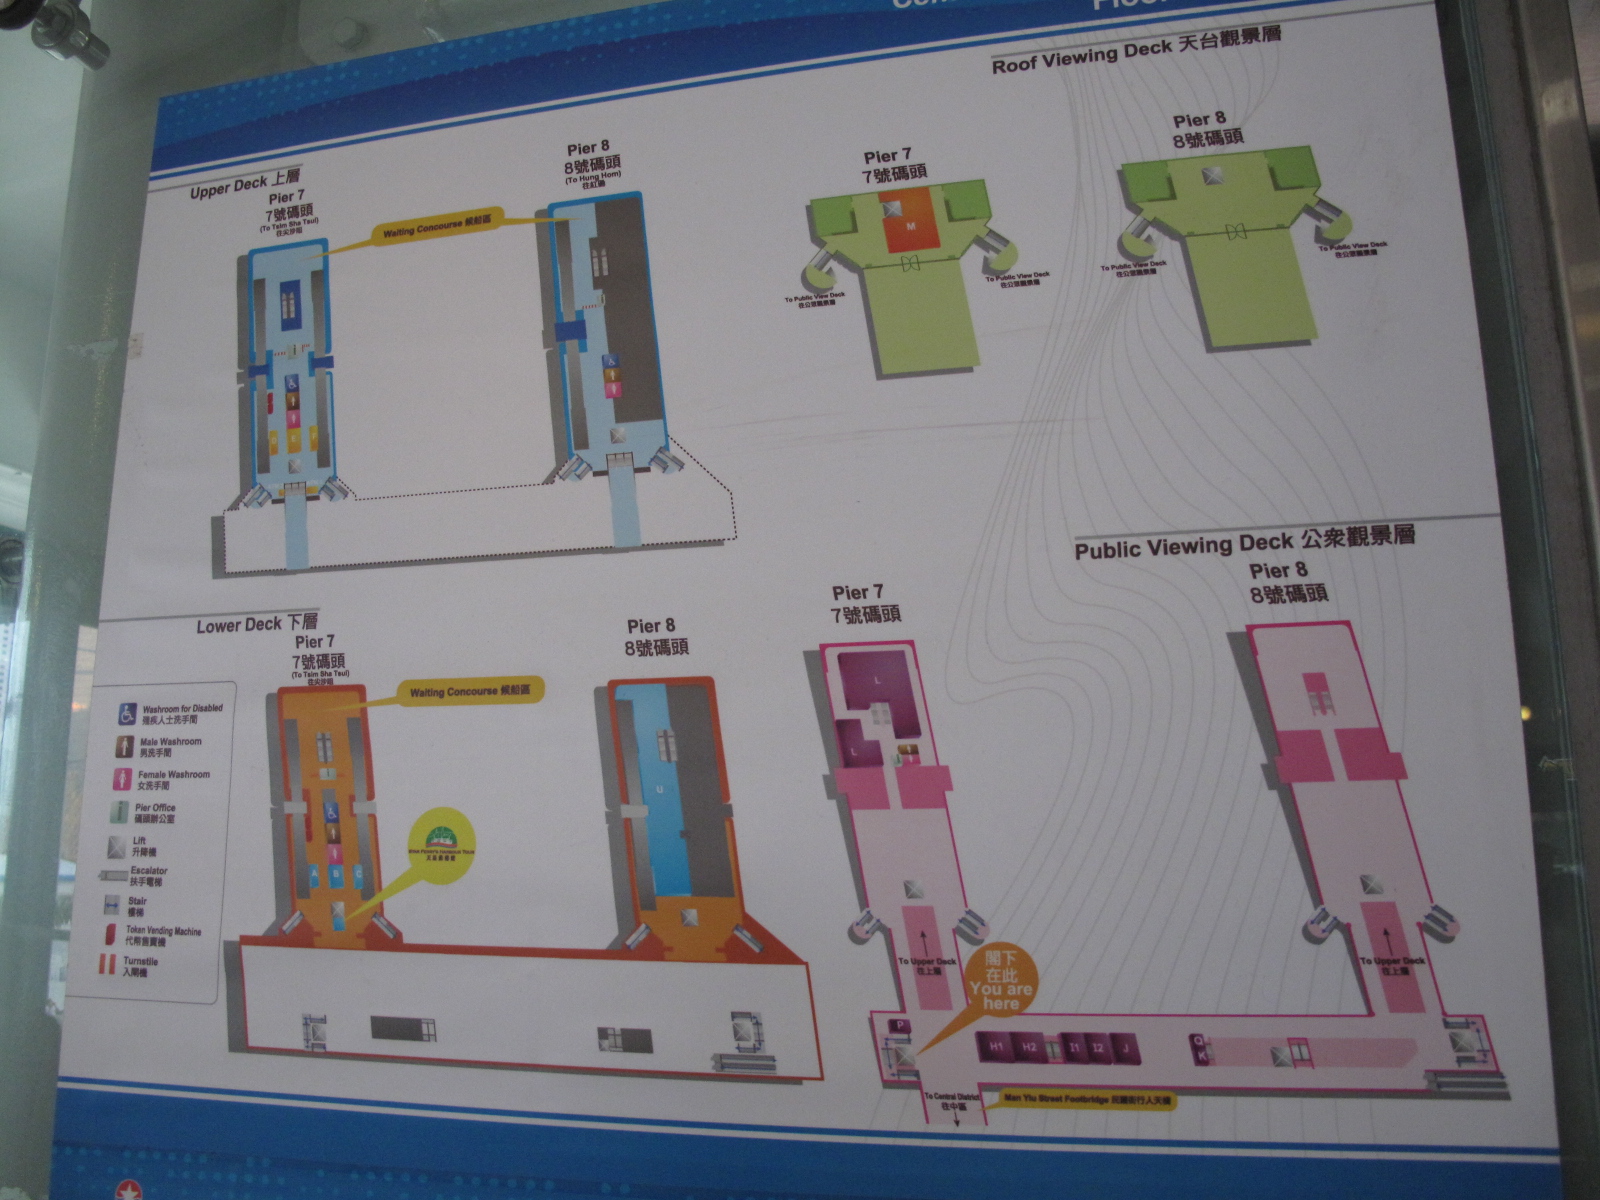 Roof Viewing Deck 天台觀景層
Upper Deck 上層
Pier 7
7號碼頭
(To Tsim Sha Tsui)
往尖沙咀
Pier 8
8號碼頭
(To Hung Hom)
往紅磡
Waiting Concourse 候船區
Pier 7
7號碼頭
M
To Public View Deck
往公眾觀景層
To Public View Deck
往公眾觀景層
Pier 8
8號碼頭
To Public View Deck
往公眾觀景層
To Public View Deck
往公眾觀景層
Lower Deck 下層
Pier 7
7號碼頭
(To Tsim Sha Tsui)
往尖沙咀
Waiting Concourse 候船區
Pier 8
8號碼頭
U
A B C
Washroom for Disabled
殘疾人士洗手間
Male Washroom
男洗手間
Female Washroom
女洗手間
Pier Office
碼頭辦公室
Lift
升降機
Escalator
扶手電梯
Stair
樓梯
Token Vending Machine
代幣售賣機
Turnstile
入閘機
Public Viewing Deck 公眾觀景層
Pier 7
7號碼頭
L
L
To Upper Deck
往上層
Pier 8
8號碼頭
To Upper Deck
往上層
閣下
在此
You are
here
P
H1 H2 I1 I2 J
Q
K
To Central District
往中區
Man Yiu Street Footbridge 民耀街行人天橋